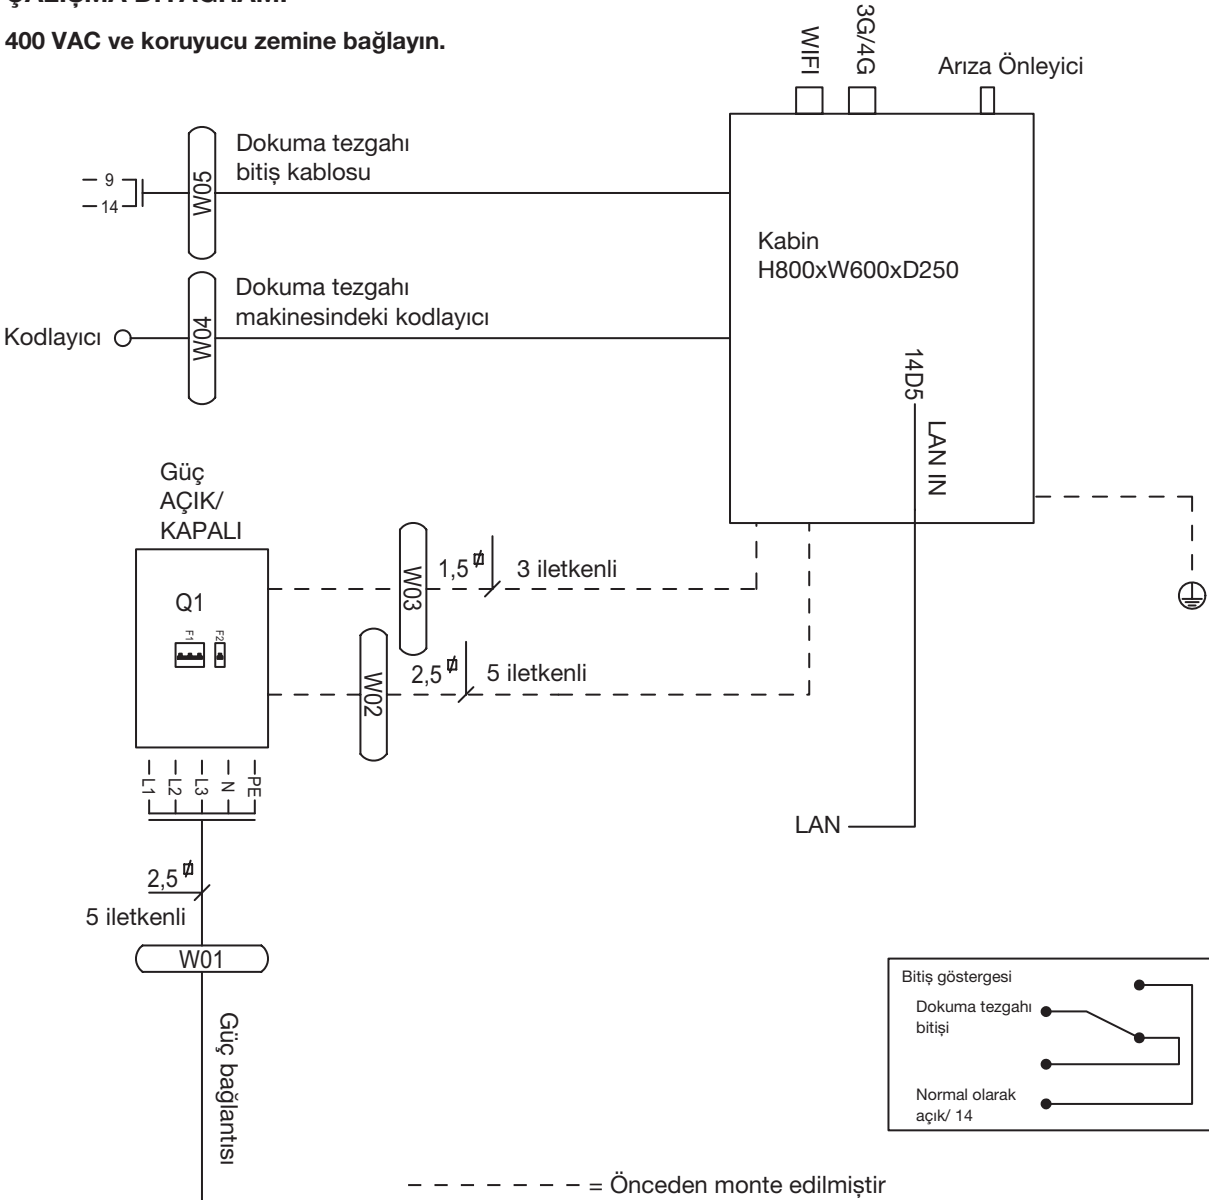 400 VAC ve koruyucu zemine bağlayın.
WIFI
3G/4G
Arıza Önleyici
Dokuma tezgahı
bitiş kablosu
9
14
W05
Kabin
H800xW600xD250
Dokuma tezgahı
makinesindeki kodlayıcı
Kodlayıcı
W04
14D5
LAN IN
Güç
AÇIK/
KAPALI
Q1
F1
F2
W03
1,5
3 iletkenli
W02
2,5
5 iletkenli
L1
L2
L3
N
PE
LAN
2,5
5 iletkenli
W01
Güç bağlantısı
Bitiş göstergesi
Dokuma tezgahı
bitişi
Normal olarak
açık/ 14
= Önceden monte edilmiştir